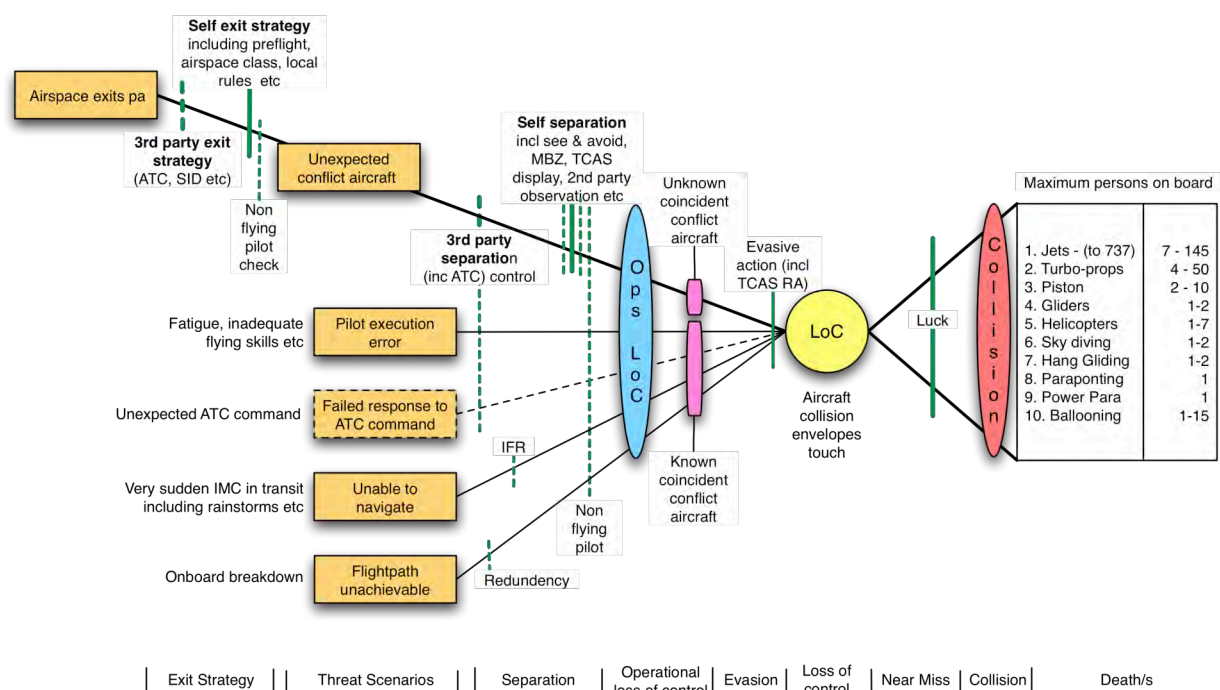 Self exit strategy
including preflight,
airspace class, local
rules etc
Airspace exits pa
3rd party exit
strategy
(ATC, SID etc)
Unexpected
conflict aircraft
Non
flying
pilot
check
Self separation
incl see & avoid,
MBZ, TCAS
display, 2nd party
observation etc
3rd party
separation
(inc ATC) control
Unknown
coincident
conflict
aircraft
Evasive
action (incl
TCAS RA)
Maximum persons on board
1. Jets - (to 737) 7 - 145
2. Turbo-props 4 - 50
3. Piston 2 - 10
4. Gliders 1-2
5. Helicopters 1-7
6. Sky diving 1-2
7. Hang Gliding 1-2
8. Paraponting 1
9. Power Para 1
10. Ballooning 1-15
Ops LoC
LoC
Luck
Collision
Aircraft
collision
envelopes
touch
Fatigue, inadequate
flying skills etc
Pilot execution
error
Unexpected ATC command
Failed response to
ATC command
IFR
Very sudden IMC in transit
including rainstorms etc
Unable to
navigate
Known
coincident
conflict
aircraft
Non
flying
pilot
Onboard breakdown
Flightpath
unachievable
Redundency
Exit Strategy
Threat Scenarios
Separation
Operational
loss of control
Evasion
Loss of
control
Near Miss
Collision
Death/s